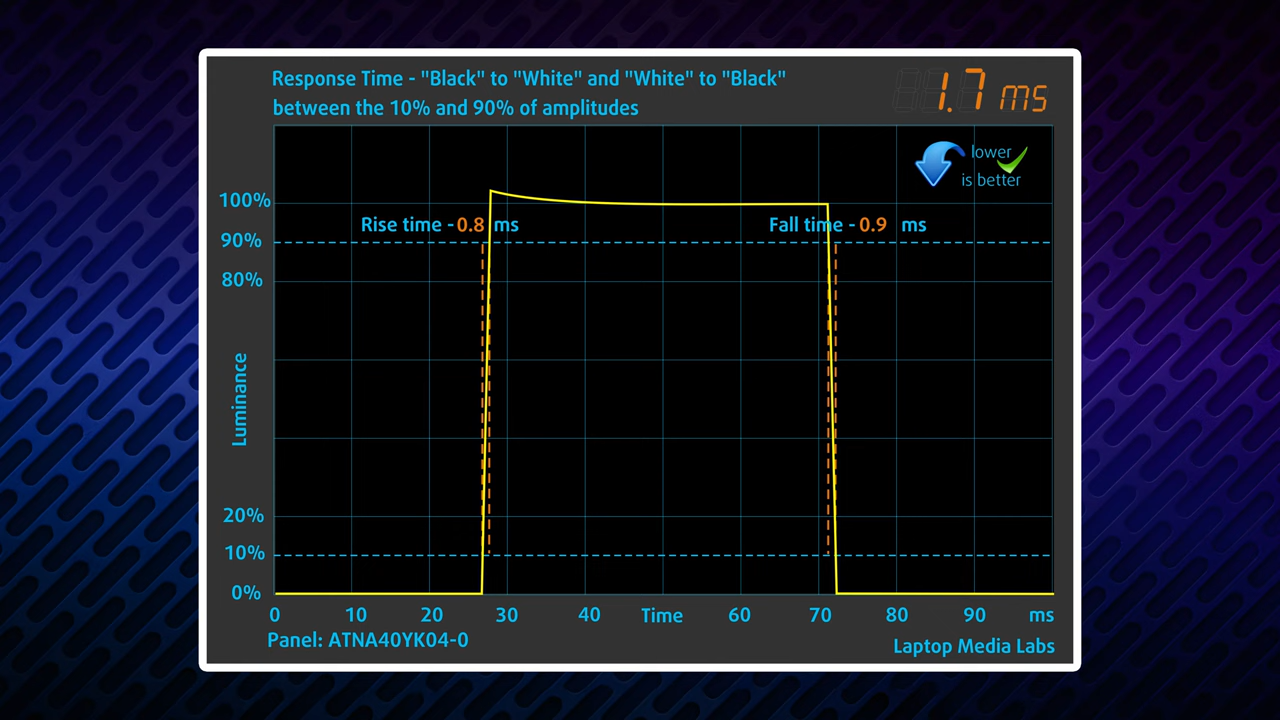 Response Time - "Black" to "White" and "White" to "Black"
between the 10% and 90% of amplitudes
1.7 ms
lower
is better
100%
Rise time - 0.8 ms
Fall time - 0.9 ms
90%
80%
Luminance
20%
10%
0%
0 10 20 30 40 Time 60 70 80 90 ms
Panel: ATNA40YK04-0
Laptop Media Labs